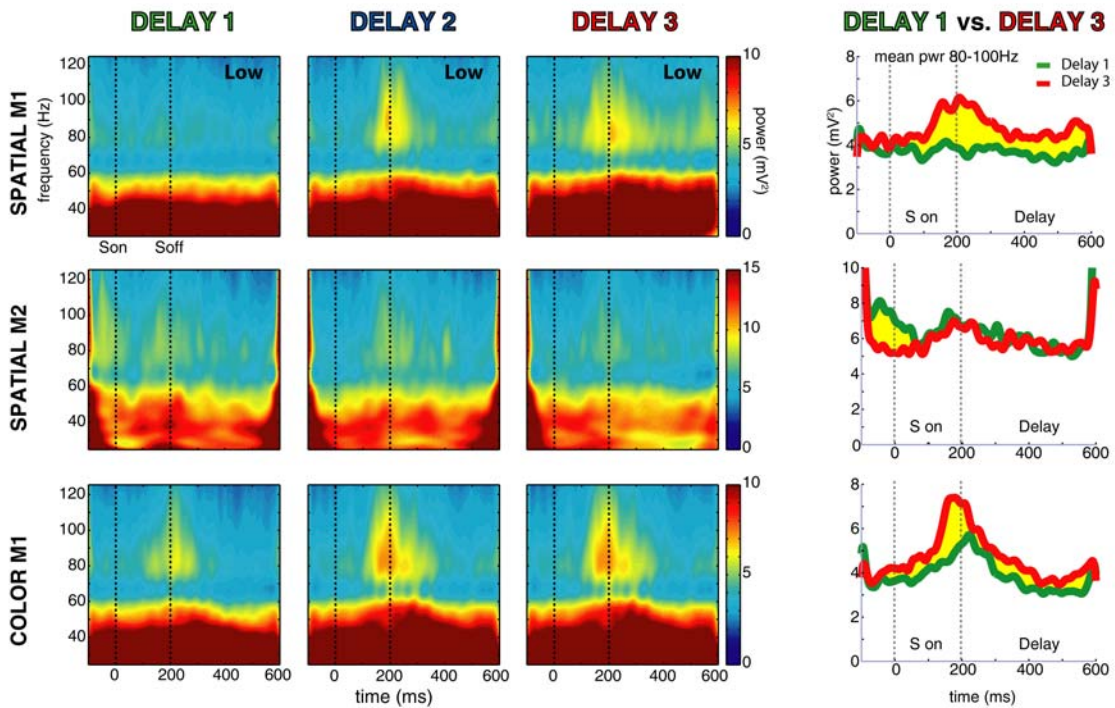 DELAY 1 DELAY 2 DELAY 3 DELAY 1 vs. DELAY 3
SPATIAL M1
frequency (Hz)
120
100
80
60
40
Low
Low
Low
Son Soff
10
5
0
power (mV²)
mean pwr 80-100Hz
Delay 1
Delay 3
power (mV²)
8
6
4
2
0
S on Delay
0 200 400 600
SPATIAL M2
120
100
80
60
40
15
10
5
0
10
8
6
4
2
0
S on Delay
0 200 400 600
COLOR M1
120
100
80
60
40
0 200 400 600
0 200 400 600
0 200 400 600
time (ms)
10
5
0
8
6
4
2
0
S on Delay
0 200 400 600
time (ms)